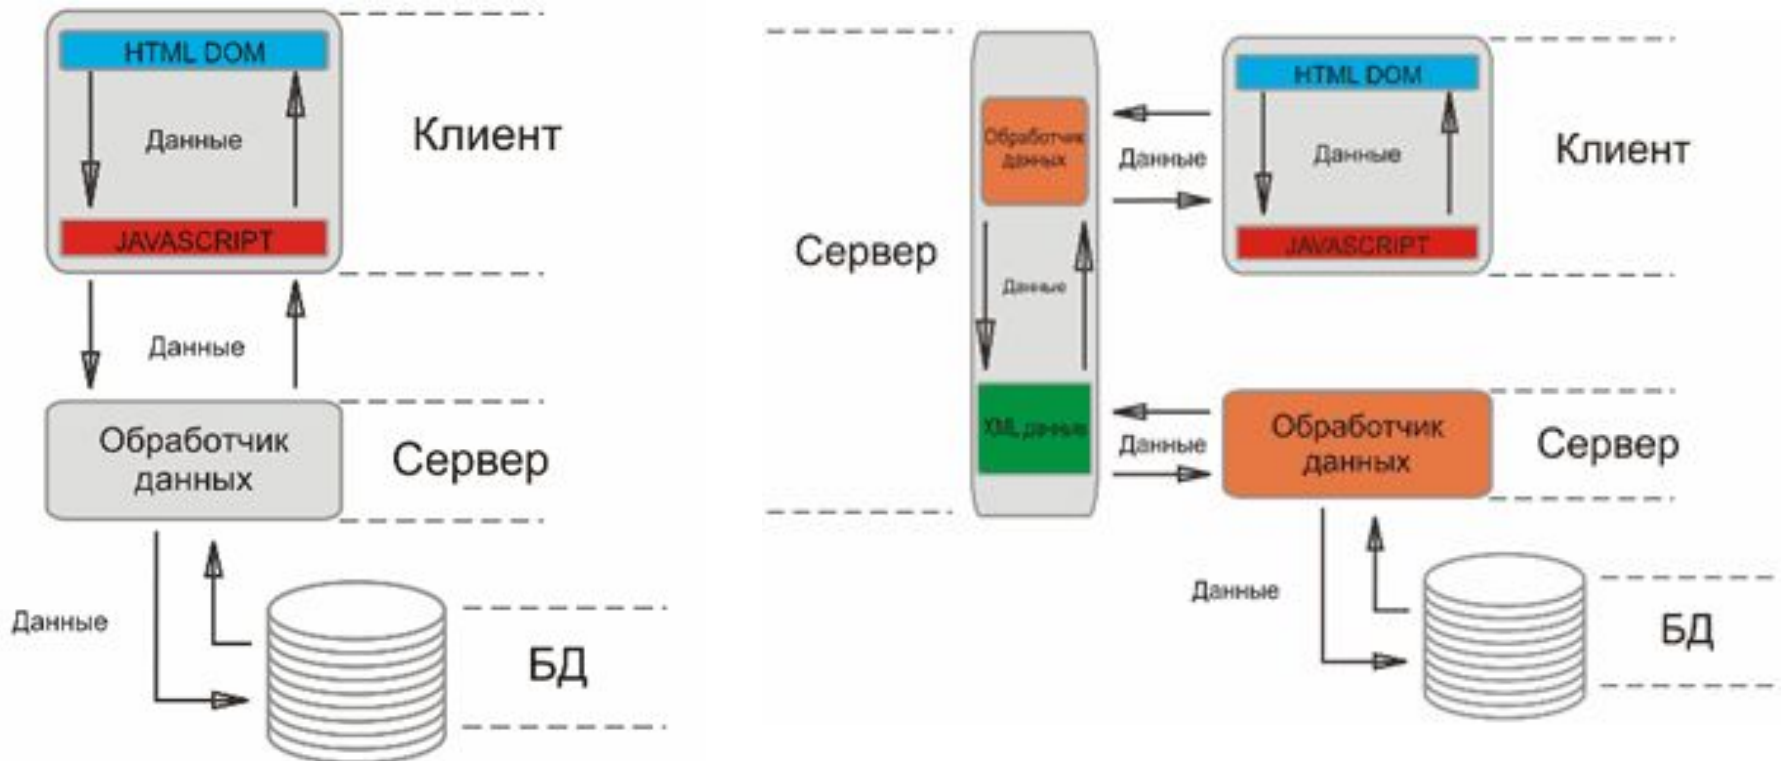 HTML DOM
Данные
Клиент
JAVASCRIPT
Данные
Обработчик
данных
Сервер
Данные
БД
Сервер
Обработчик
данных
Данные
XML данные
Данные
HTML DOM
Данные
JAVASCRIPT
Клиент
Данные
Обработчик
данных
Сервер
Данные
БД